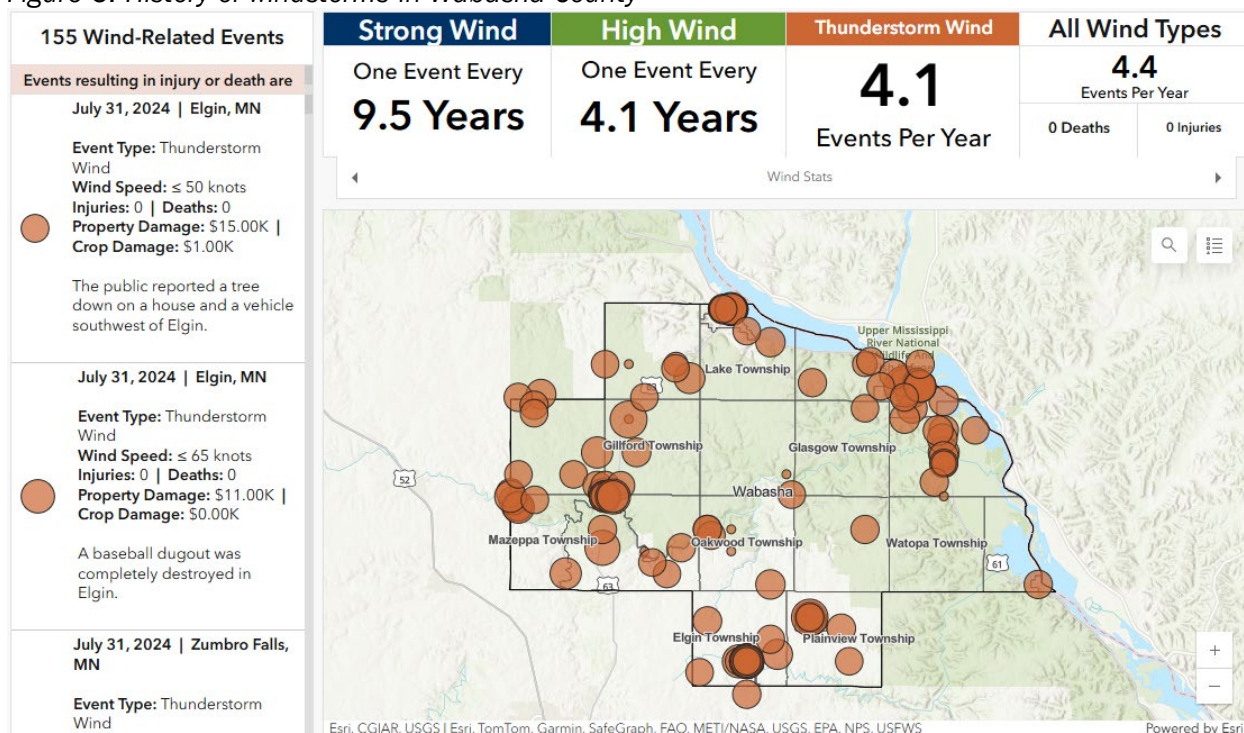 Figure 8: History of Windstorms in Wabasha County
155 Wind-Related Events
Events resulting in injury or death are
July 31, 2024 | Elgin, MN
Event Type: Thunderstorm
Wind
Wind Speed: ≤ 50 knots
Injuries: 0 | Deaths: 0
Property Damage: $15.00K |
Crop Damage: $1.00K
The public reported a tree
down on a house and a vehicle
southwest of Elgin.
July 31, 2024 | Elgin, MN
Event Type: Thunderstorm
Wind
Wind Speed: ≤ 65 knots
Injuries: 0 | Deaths: 0
Property Damage: $11.00K |
Crop Damage: $0.00K
A baseball dugout was
completely destroyed in
Elgin.
July 31, 2024 | Zumbro Falls,
MN
Event Type: Thunderstorm
Wind
Strong Wind
One Event Every
9.5 Years
High Wind
One Event Every
4.1 Years
Thunderstorm Wind
4.1
Events Per Year
All Wind Types
4.4
Events Per Year
0 Deaths
0 Injuries
Wind Stats
Upper Mississippi
River National
Wildlife And
Lake Township
63
Gillford Township
Glasgow Township
52
Wabasha
Mazeppa Township
Oakwood Township
Watopa Township
61
63
Elgin Township
Plainview Township
Esri, CGIAR, USGS | Esri, TomTom, Garmin, SafeGraph, FAO, METI/NASA, USGS, EPA, NPS, USFWS
Powered by Esri